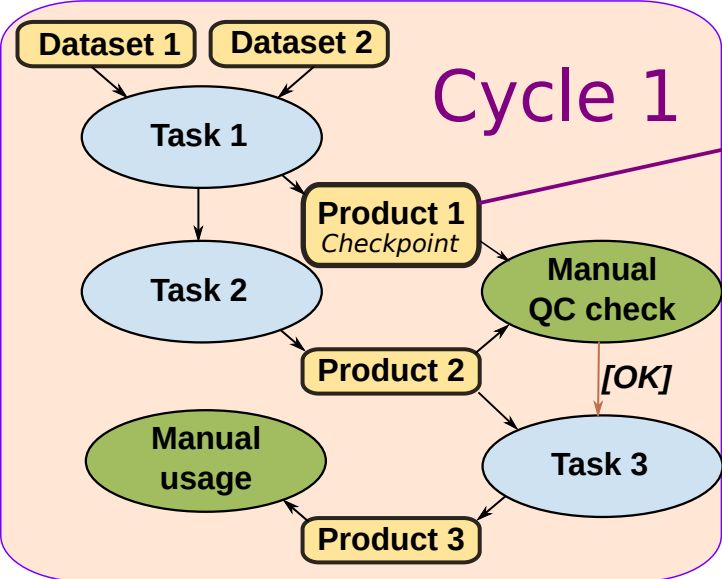 Dataset 1
Dataset 2
Cycle 1
Task 1
Product 1
Checkpoint
Manual
QC check
Task 2
Product 2
[OK]
Manual
usage
Task 3
Product 3